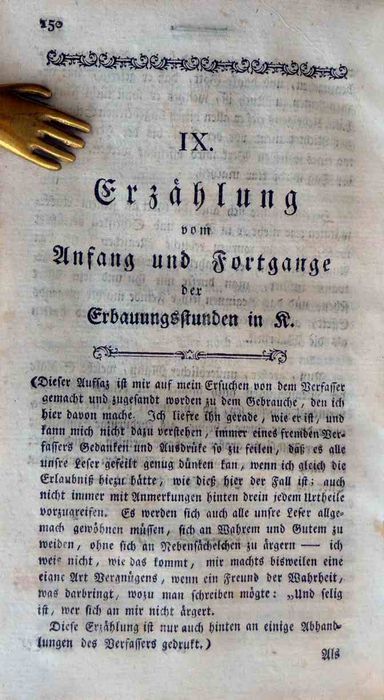 150
IX.
Erzählung
vom
Anfang und Fortgange
der
Erbauungsstunden in K.
(Dieser Auffaz ist mir auf mein Ersuchen von dem Verfasser
gemacht und zugesandt worden zu dem Gebrauche, den ich
hier davon mache. Ich liefre ihn gerade, wie er ist, und
kann mich nicht dazu verstehen, immer eines fremden Ver-
fassers Gedanken und Ausdrüke so zu feilen, daß es alle
unsre Leser gefeilt genug dünken kan, wenn ich gleich die
Erlaubniß hiezu hätte, wie dieß hier der Fall ist: auch
nicht immer mit Anmerkungen hinten drein jedem Urtheile
vorzugreifen. Es werden sich auch alle unsre Leser allge-
mach gewöhnen müssen, sich an Wahrem und Gutem zu
weiden, ohne sich an Nebensächelchen zu ärgern — ich
weis nicht, wie das kommt, mir machts bisweilen eine
eigne Art Vergnügens, wenn ein Freund der Wahrheit,
was darbringt, wozu man schreiben mögte: „Und selig
ist, wer sich an mir nicht ärgert.
Diese Erzählung ist nur auch hinten an einige Abhand-
lungen des Verfassers gedrukt.)
Als